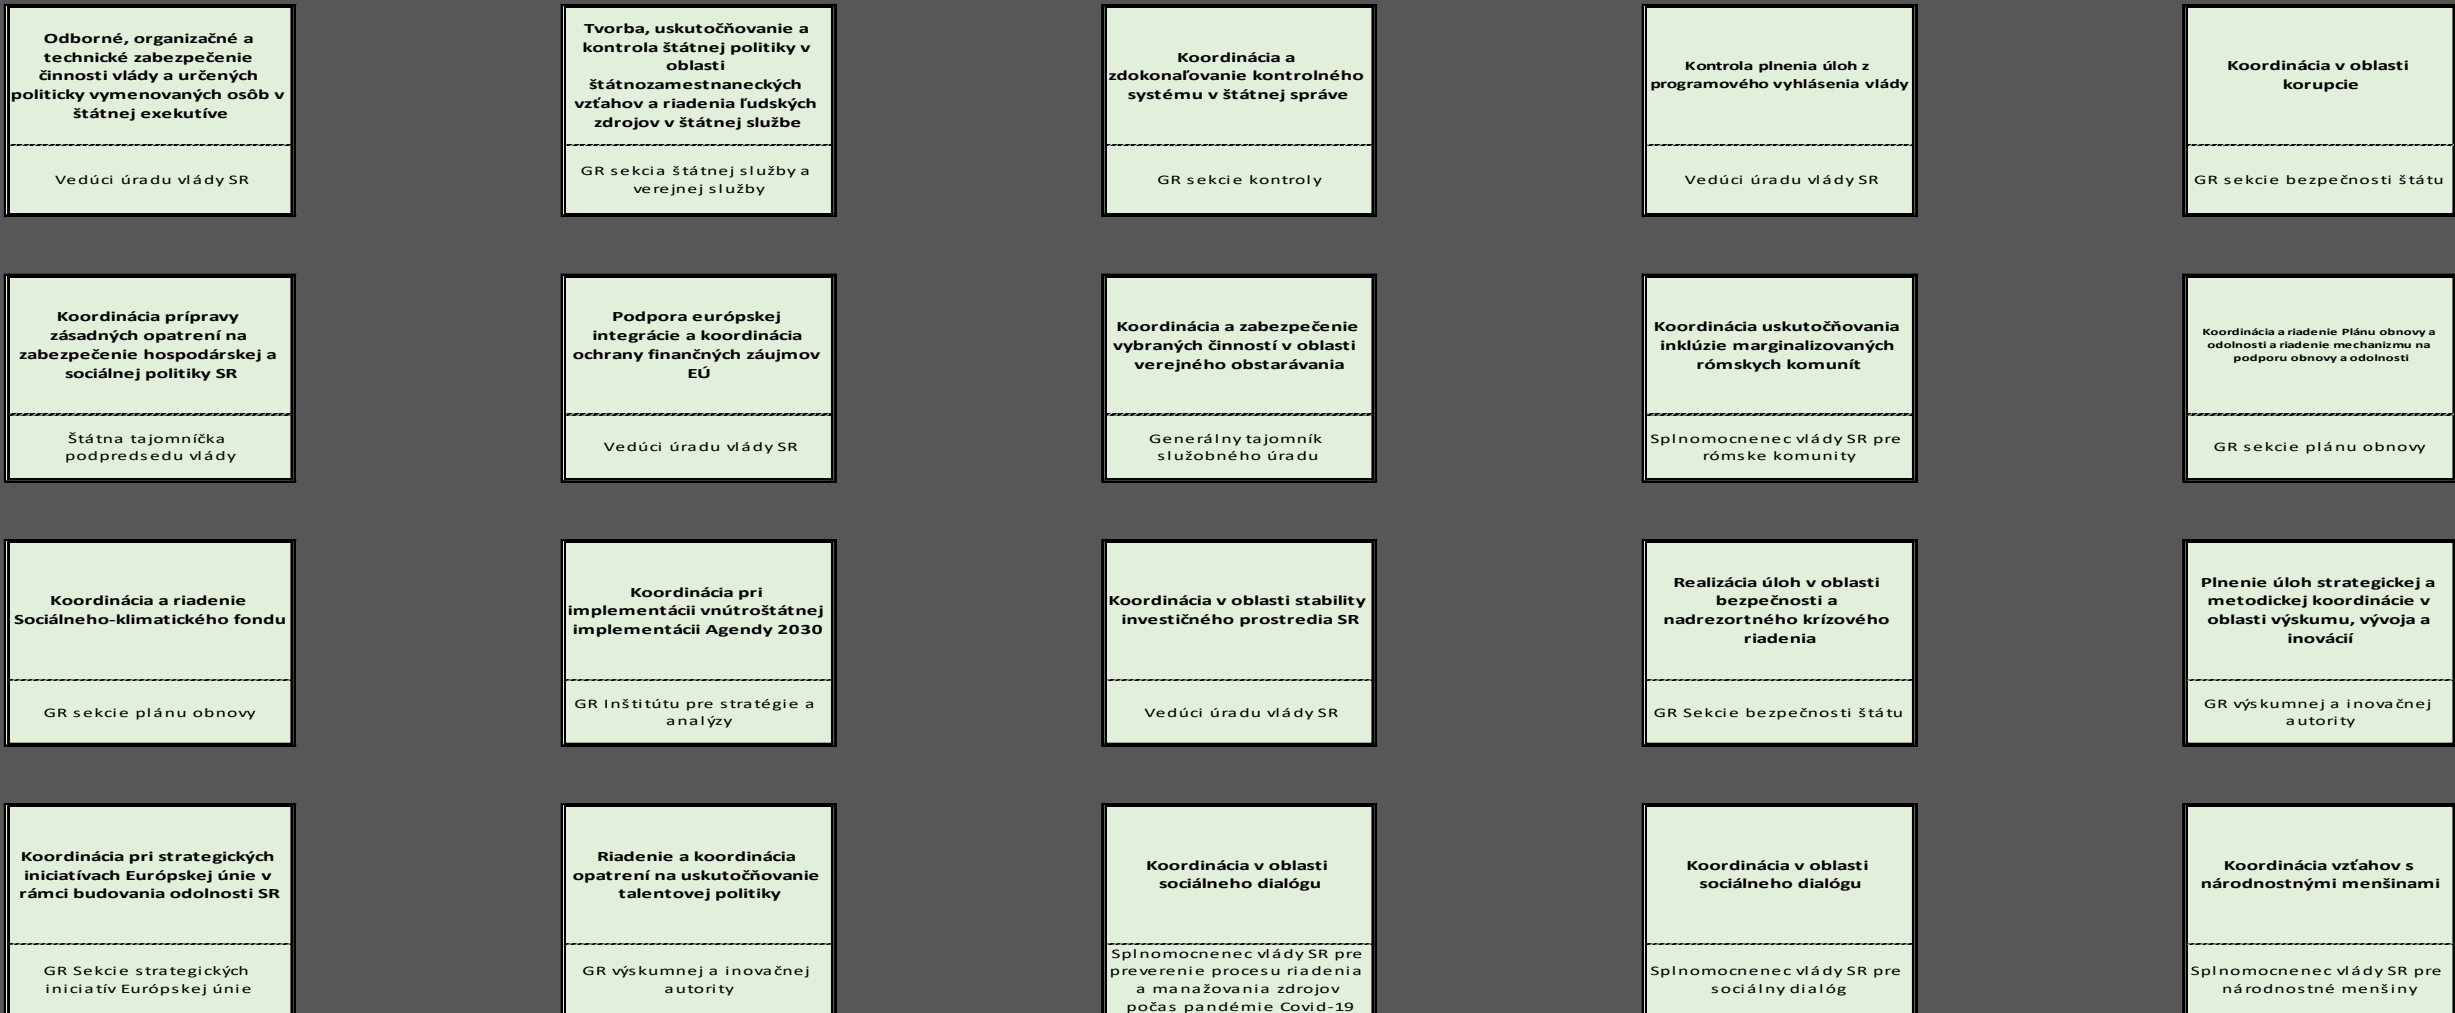 Odborné, organizačné a
technické zabezpečenie
činnosti vlády a určených
politicky vymenovaných osôb v
štátnej exekutíve
Vedúci úradu vlády SR
Tvorba, uskutočňovanie a
kontrola štátnej politiky v
oblasti
štátnozamestnaneckých
vzťahov a riadenia ľudských
zdrojov v štátnej službe
GR sekcia štátnej služby a
verejnej služby
Koordinácia a
zdokonaľovanie kontrolného
systému v štátnej správe
GR sekcie kontroly
Kontrola plnenia úloh z
programového vyhlásenia vlády
Vedúci úradu vlády SR
Koordinácia v oblasti
korupcie
GR sekcie bezpečnosti štátu
Koordinácia prípravy
zásadných opatrení na
zabezpečenie hospodárskej a
sociálnej politiky SR
Štátna tajomníčka
podpredsedu vlády
Podpora európskej
integrácie a koordinácia
ochrany finančných záujmov
EÚ
Vedúci úradu vlády SR
Koordinácia a zabezpečenie
vybraných činností v oblasti
verejného obstarávania
Generálny tajomník
služobného úradu
Koordinácia uskutočňovania
inklúzie marginalizovaných
rómskych komunít
Splnomocnenec vlády SR pre
rómske komunity
Koordinácia a riadenie Plánu obnovy a
odolnosti a riadenie mechanizmu na
podporu obnovy a odolnosti
GR sekcie plánu obnovy
Koordinácia a riadenie
Sociálneho-klimatického fondu
GR sekcie plánu obnovy
Koordinácia pri
implementácii vnútroštátnej
implementácii Agendy 2030
GR Inštitútu pre stratégie a
analýzy
Koordinácia v oblasti stability
investičného prostredia SR
Vedúci úradu vlády SR
Realizácia úloh v oblasti
bezpečnosti a
nadrezortného krízového
riadenia
GR Sekcie bezpečnosti štátu
Plnenie úloh strategickej a
metodickej koordinácie v
oblasti výskumu, vývoja a
inovácií
GR výskumnej a inovačnej
autority
Koordinácia pri strategických
iniciatívach Európskej únie v
rámci budovania odolnosti SR
GR Sekcie strategických
iniciatív Európskej únie
Riadenie a koordinácia
opatrení na uskutočňovanie
talentovej politiky
GR výskumnej a inovačnej
autority
Koordinácia v oblasti
sociálneho dialógu
Splnomocnenec vlády SR pre
preverenie procesu riadenia
a manažovania zdrojov
počas pandémie Covid-19
Koordinácia v oblasti
sociálneho dialógu
Splnomocnenec vlády SR pre
sociálny dialóg
Koordinácia vzťahov s
národnostnými menšinami
Splnomocnenec vlády SR pre
národnostné menšiny